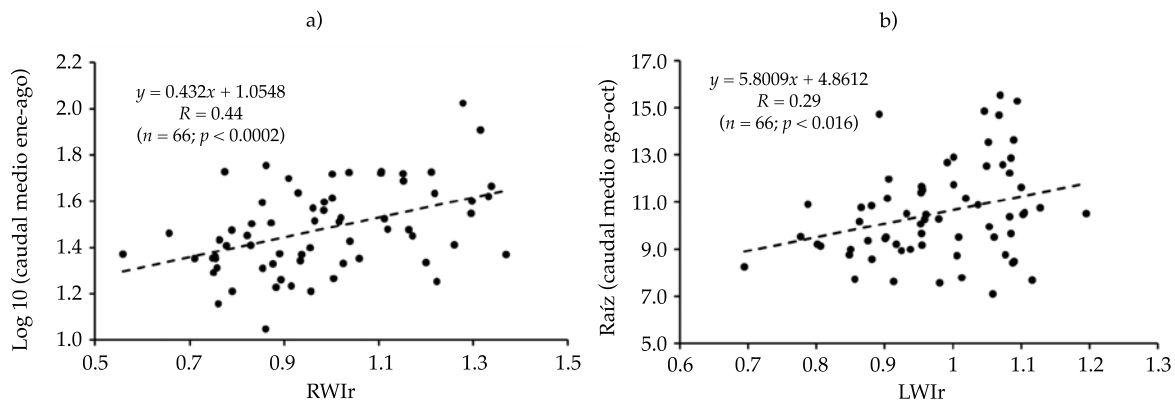 a)
Log 10 (caudal medio ene-ago)
2.2
2.0
1.8
1.6
1.4
1.2
1.0
y = 0.432x + 1.0548
R = 0.44
(n = 66; p < 0.0002)
0.5 0.7 0.9 1.1 1.3 1.5
RWIr
b)
Raíz (caudal medio ago-oct)
17.0
15.0
13.0
11.0
9.0
7.0
5.0
y = 5.8009x + 4.8612
R = 0.29
(n = 66; p < 0.016)
0.6 0.7 0.8 0.9 1 1.1 1.2 1.3
LWIr